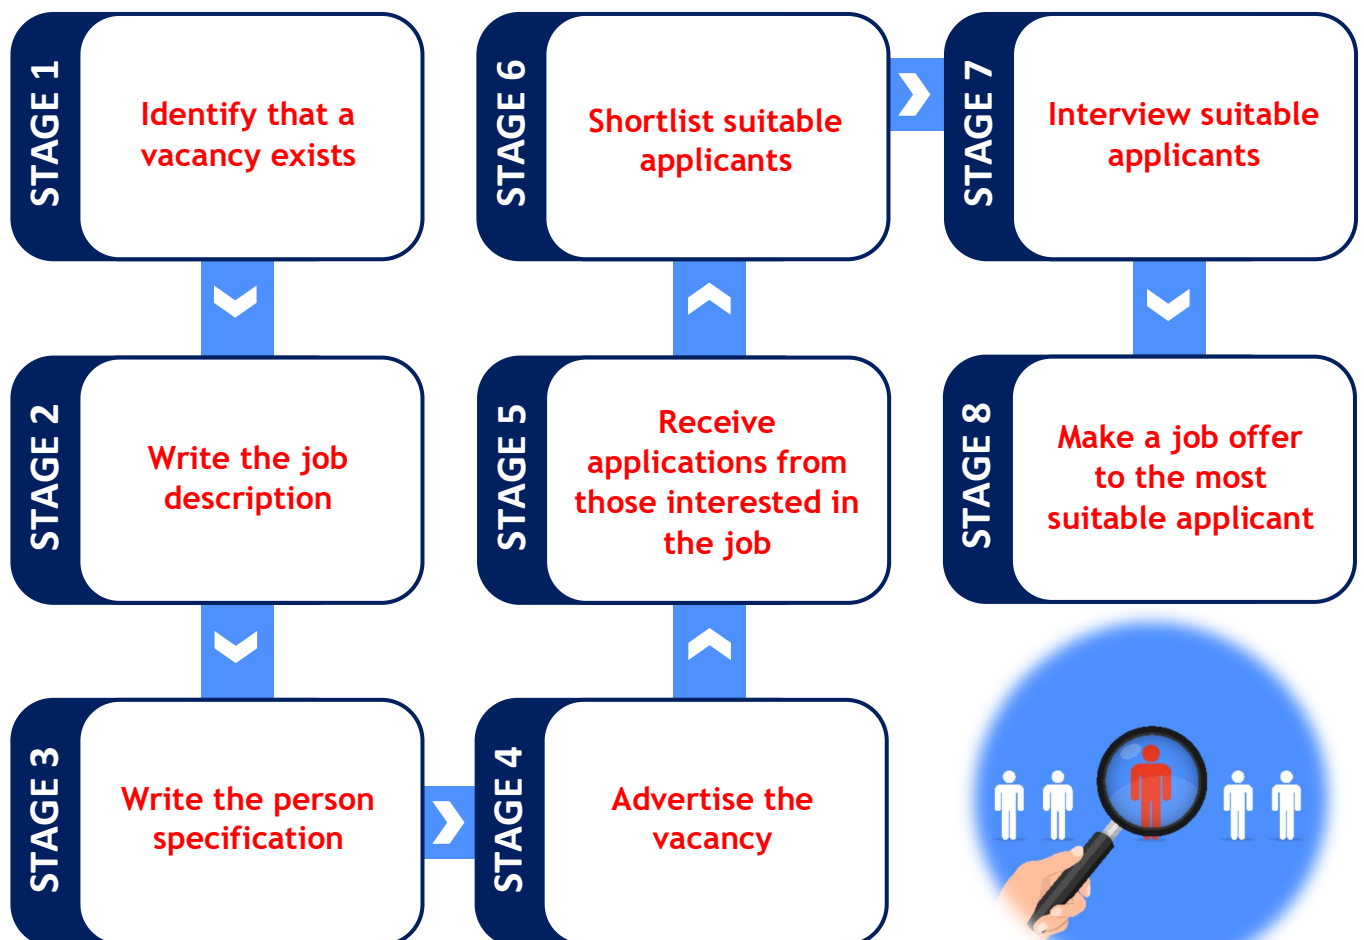 STAGE 1
Identify that a
vacancy exists
STAGE 2
Write the job
description
STAGE 3
Write the person
specification
STAGE 4
Advertise the
vacancy
STAGE 5
Receive
applications from
those interested in
the job
STAGE 6
Shortlist suitable
applicants
STAGE 7
Interview suitable
applicants
STAGE 8
Make a job offer
to the most
suitable applicant